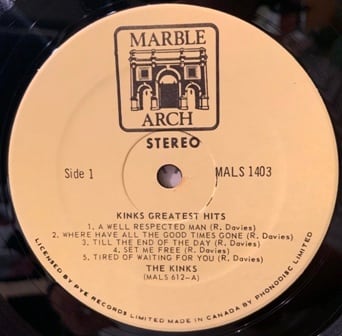 MARBLE
ARCH
STEREO
Side 1
MALS 1403
KINKS GREATEST HITS
1. A WELL RESPECTED MAN (R. Davies)
2. WHERE HAVE ALL THE GOOD TIMES GONE (R. Davies)
3. TILL THE END OF THE DAY (R. Davies)
4. SET ME FREE (R. Davies)
5. TIRED OF WAITING FOR YOU (R. Davies)
THE KINKS
(MALS 612-A)
LICENSED BY PYE RECORDS LIMITED MADE IN CANADA BY PHONODISC LIMITED